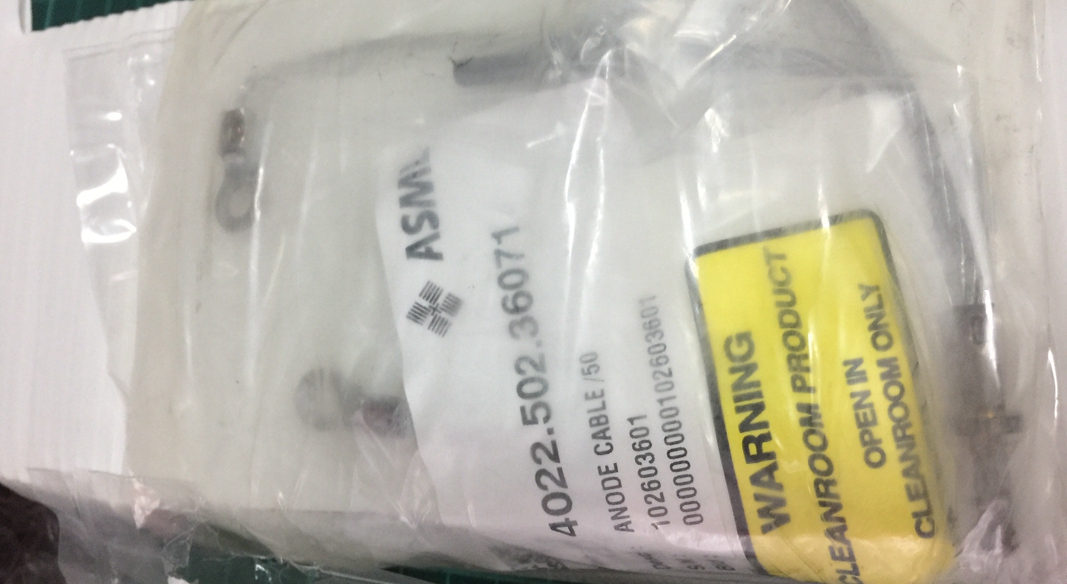 ASML
4022.502.36071
ANODE CABLE /50
102603601
000000000102603601
WARNING
CLEANROOM PRODUCT
OPEN IN
CLEANROOM ONLY